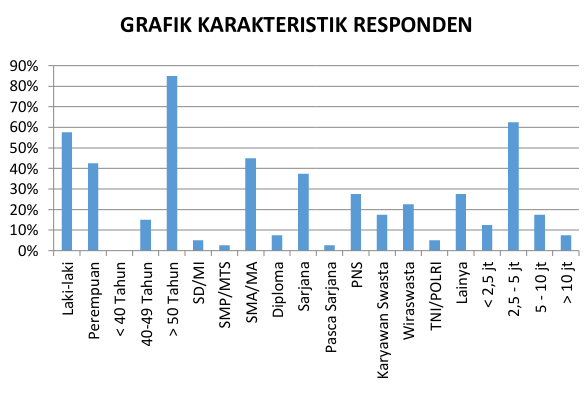 GRAFIK KARAKTERISTIK RESPONDEN
90%
80%
70%
60%
50%
40%
30%
20%
10%
0%
Laki-laki
Perempuan
< 40 Tahun
40-49 Tahun
> 50 Tahun
SD/MI
SMP/MTS
SMA/MA
Diploma
Sarjana
Pasca Sarjana
PNS
Karyawan Swasta
Wiraswasta
TNI/POLRI
Lainya
< 2,5 jt
2,5 - 5 jt
5 - 10 jt
> 10 jt